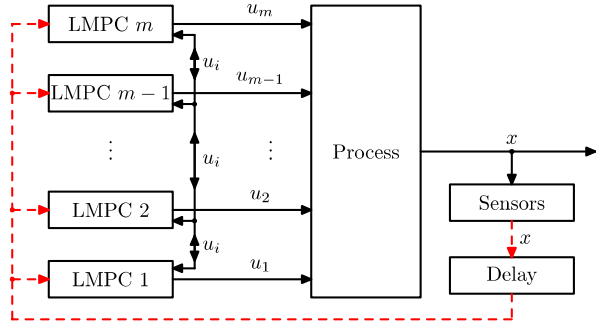 LMPC m
u_m
u_i
LMPC m − 1
u_{m−1}
⋮
u_i
⋮
Process
x
LMPC 2
u_2
Sensors
u_i
x
LMPC 1
u_1
Delay